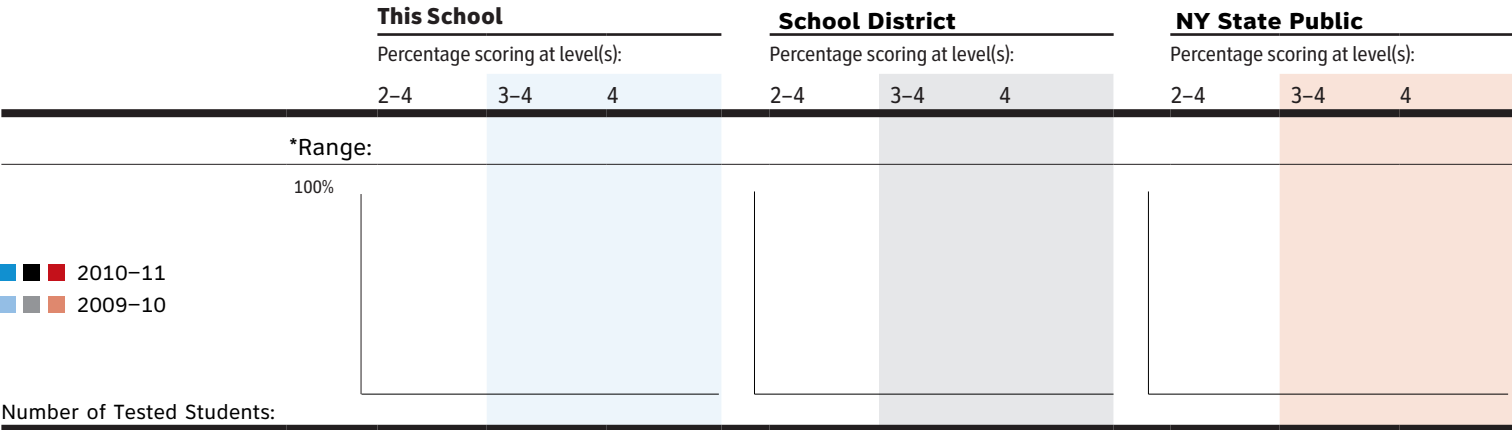 This School School District NY State Public
Percentage scoring at level(s): Percentage scoring at level(s): Percentage scoring at level(s):
2–4 3–4 4 2–4 3–4 4 2–4 3–4 4
*Range:
100%
2010–11
2009–10
Number of Tested Students: